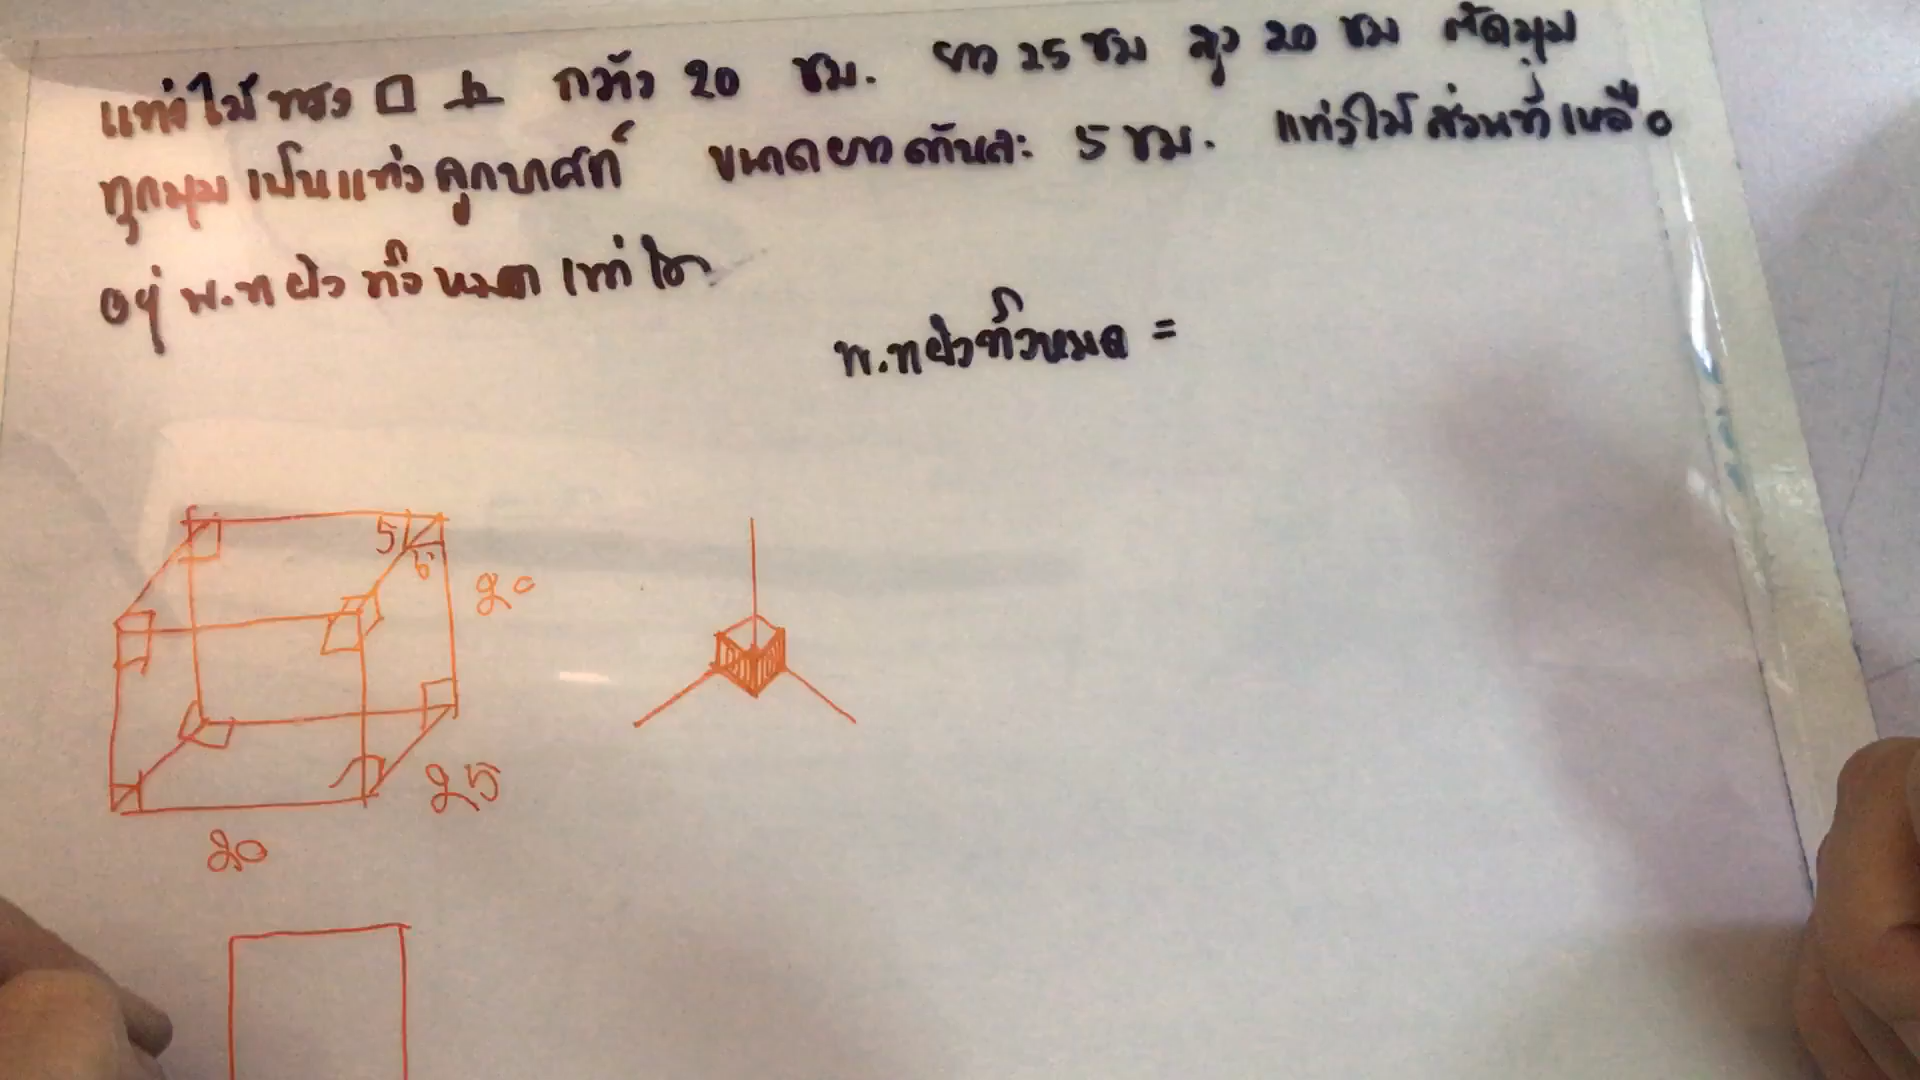 แท่งไม้ทรง □ ⊥ กว้าง 20 ซม. ยาว 25 ซม สูง 20 ซม ตัดมุม
ทุกมุม เป็นแท่งลูกบาศก์ ขนาดยาวด้านละ 5 ซม. แท่งไม้ส่วนที่เหลือ
อยู่ พ.ท ผิว ทั้งหมด เท่าใด
พ.ท ผิวทั้งหมด =
5
5
20
25
20